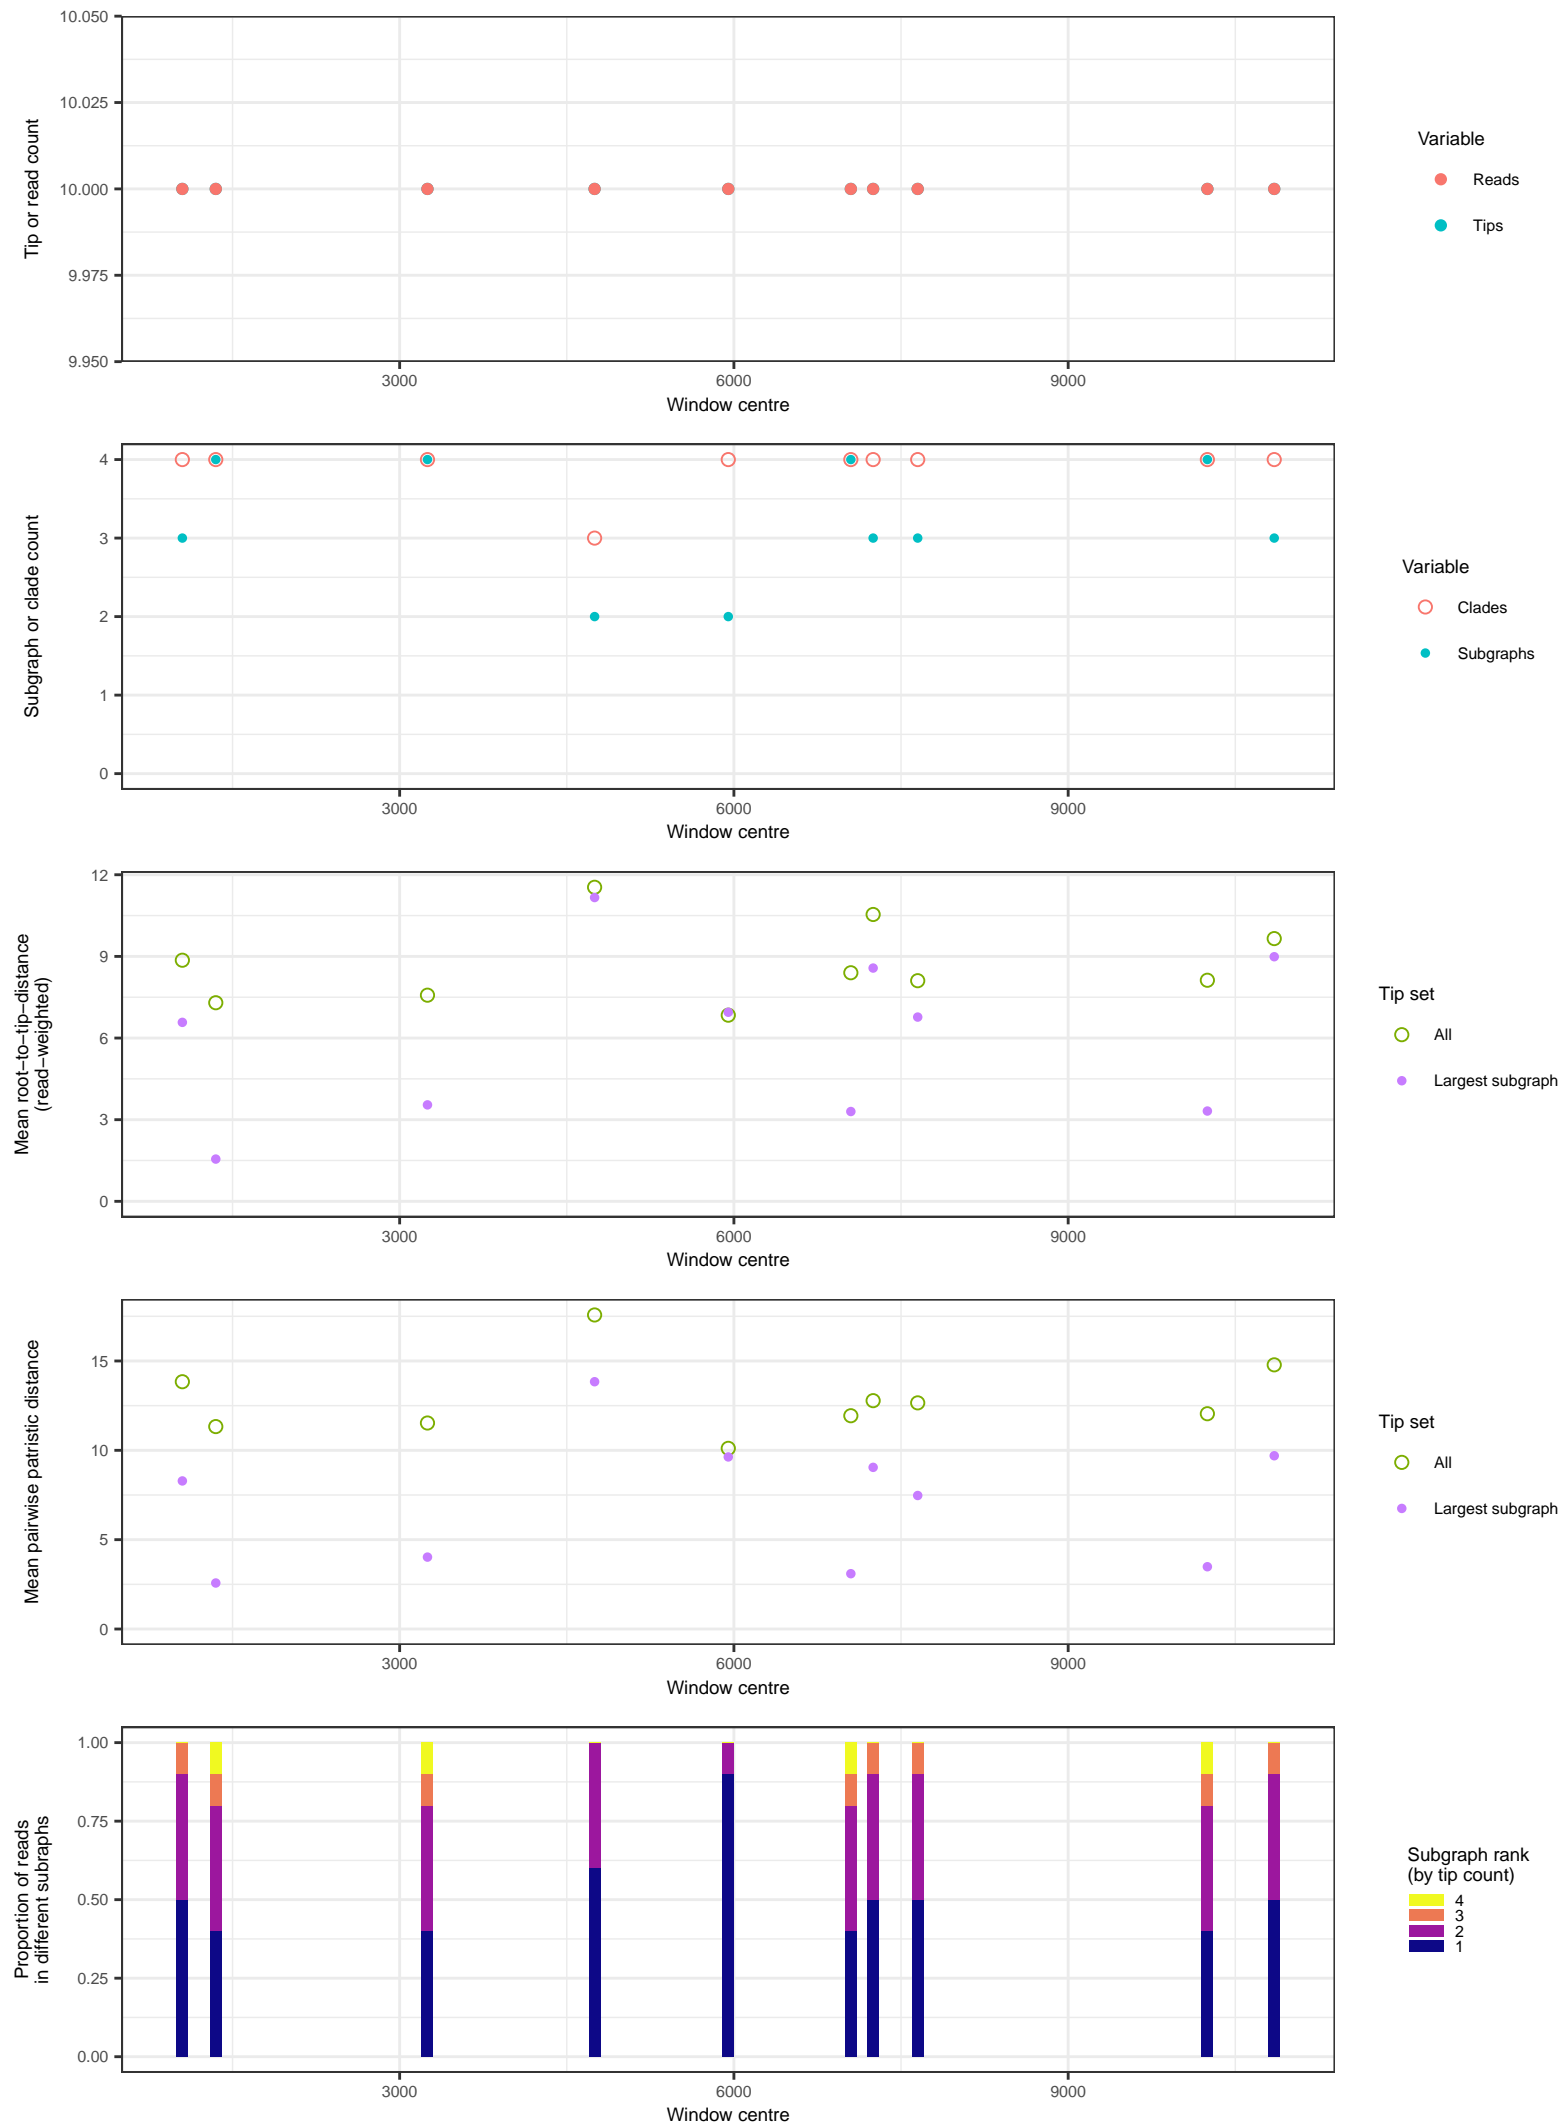 10.050
10.025
10.000
9.975
9.950
Tip or read count
3000
6000
9000
Window centre
Variable
Reads
Tips
4
3
2
1
0
Subgraph or clade count
3000
6000
9000
Window centre
Variable
Clades
Subgraphs
12
9
6
3
0
Mean root−to−tip−distance
(read−weighted)
3000
6000
9000
Window centre
Tip set
All
Largest subgraph
15
10
5
0
Mean pairwise patristic distance
3000
6000
9000
Window centre
Tip set
All
Largest subgraph
1.00
0.75
0.50
0.25
0.00
Proportion of reads
in different subraphs
3000
6000
9000
Window centre
Subgraph rank
(by tip count)
4
3
2
1